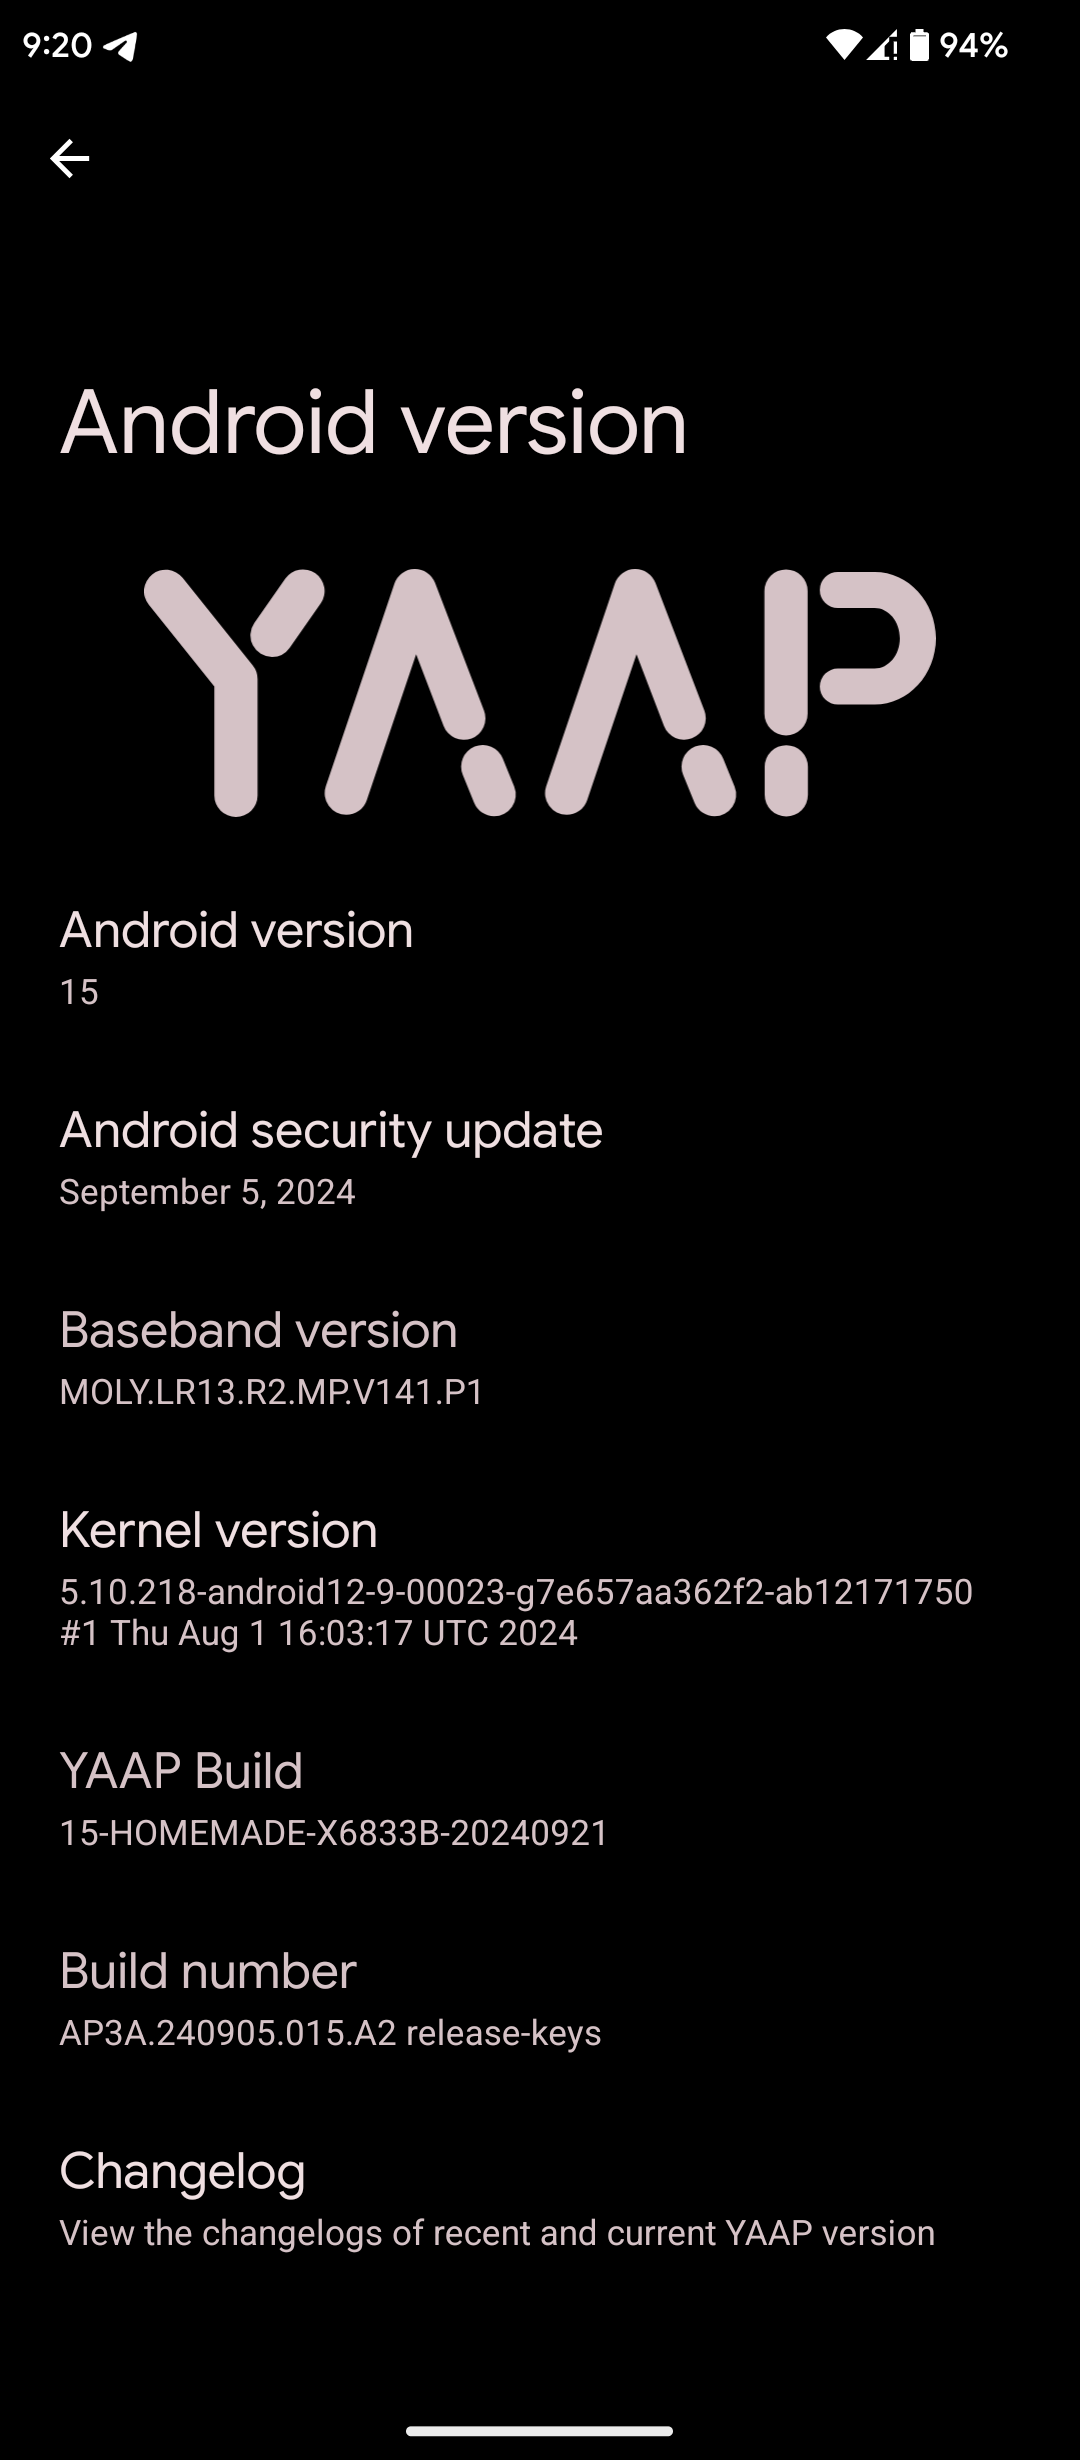 9:20 94%
Android version
YAAP
Android version
15
Android security update
September 5, 2024
Baseband version
MOLY.LR13.R2.MP.V141.P1
Kernel version
5.10.218-android12-9-00023-g7e657aa362f2-ab12171750
#1 Thu Aug 1 16:03:17 UTC 2024
YAAP Build
15-HOMEMADE-X6833B-20240921
Build number
AP3A.240905.015.A2 release-keys
Changelog
View the changelogs of recent and current YAAP version